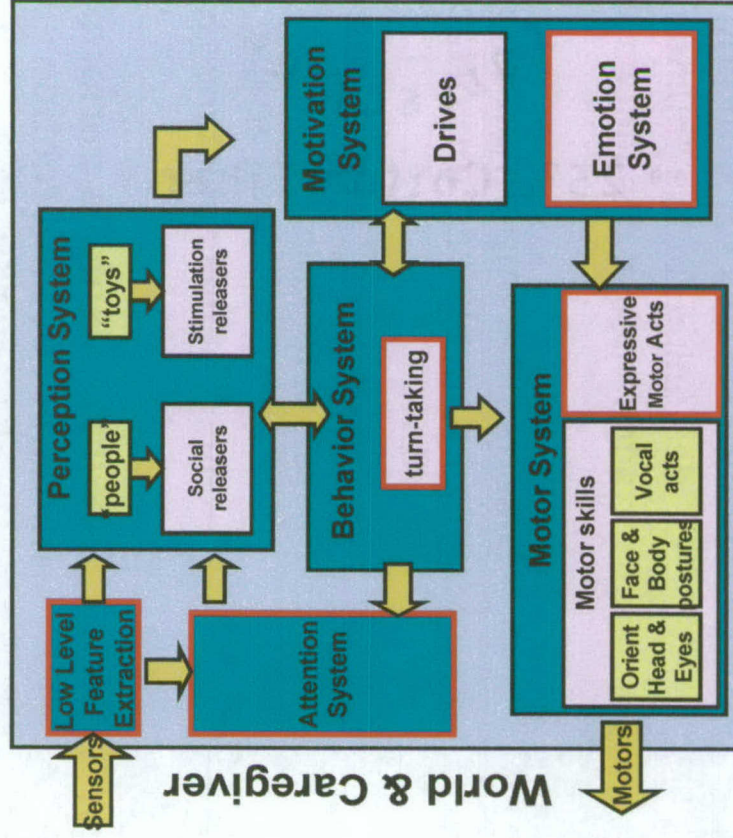 World & Caregiver
Sensors
Low Level
Feature
Extraction
Attention
System
Perception System
"people"
Social
releasers
"toys"
Stimulation
releasers
Behavior System
turn-taking
Motivation
System
Drives
Emotion
System
Motor System
Motor skills
Orient
Head &
Eyes
Face &
Body
postures
Vocal
acts
Expressive
Motor Acts
Motors